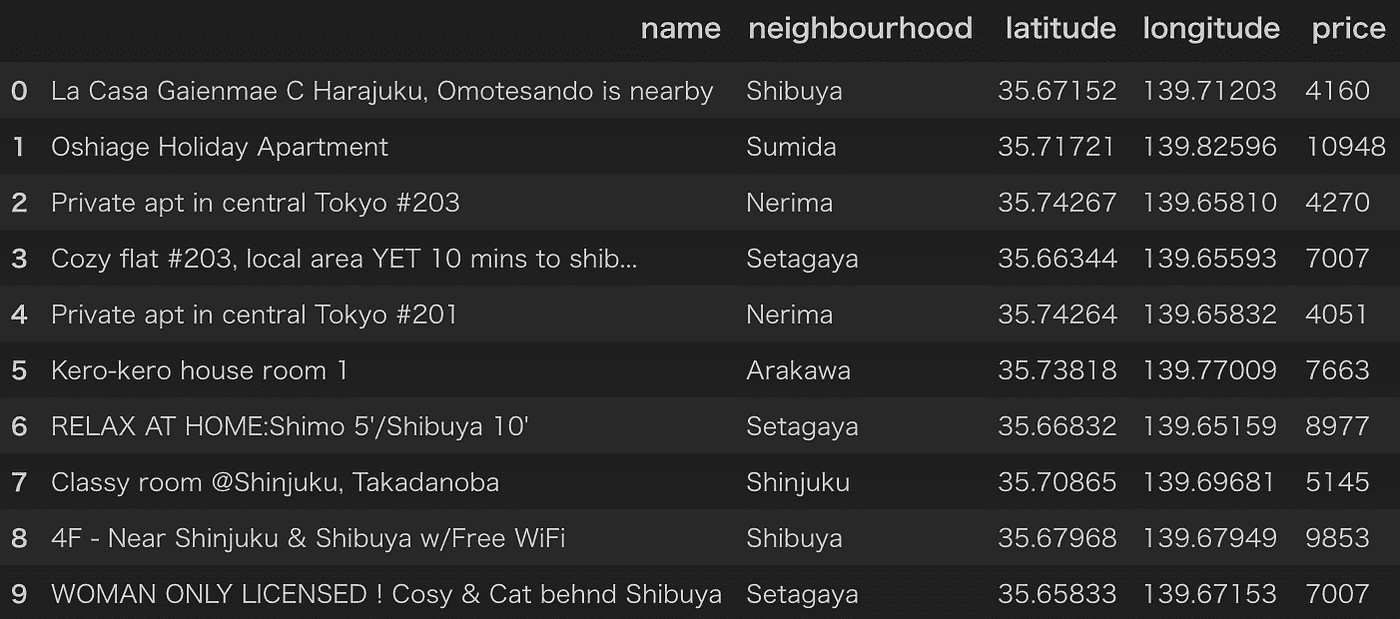 name neighbourhood latitude longitude price
0 La Casa Gaienmae C Harajuku, Omotesando is nearby Shibuya 35.67152 139.71203 4160
1 Oshiage Holiday Apartment Sumida 35.71721 139.82596 10948
2 Private apt in central Tokyo #203 Nerima 35.74267 139.65810 4270
3 Cozy flat #203, local area YET 10 mins to shib... Setagaya 35.66344 139.65593 7007
4 Private apt in central Tokyo #201 Nerima 35.74264 139.65832 4051
5 Kero-kero house room 1 Arakawa 35.73818 139.77009 7663
6 RELAX AT HOME:Shimo 5'/Shibuya 10' Setagaya 35.66832 139.65159 8977
7 Classy room @Shinjuku, Takadanoba Shinjuku 35.70865 139.69681 5145
8 4F - Near Shinjuku & Shibuya w/Free WiFi Shibuya 35.67968 139.67949 9853
9 WOMAN ONLY LICENSED ! Cosy & Cat behnd Shibuya Setagaya 35.65833 139.67153 7007